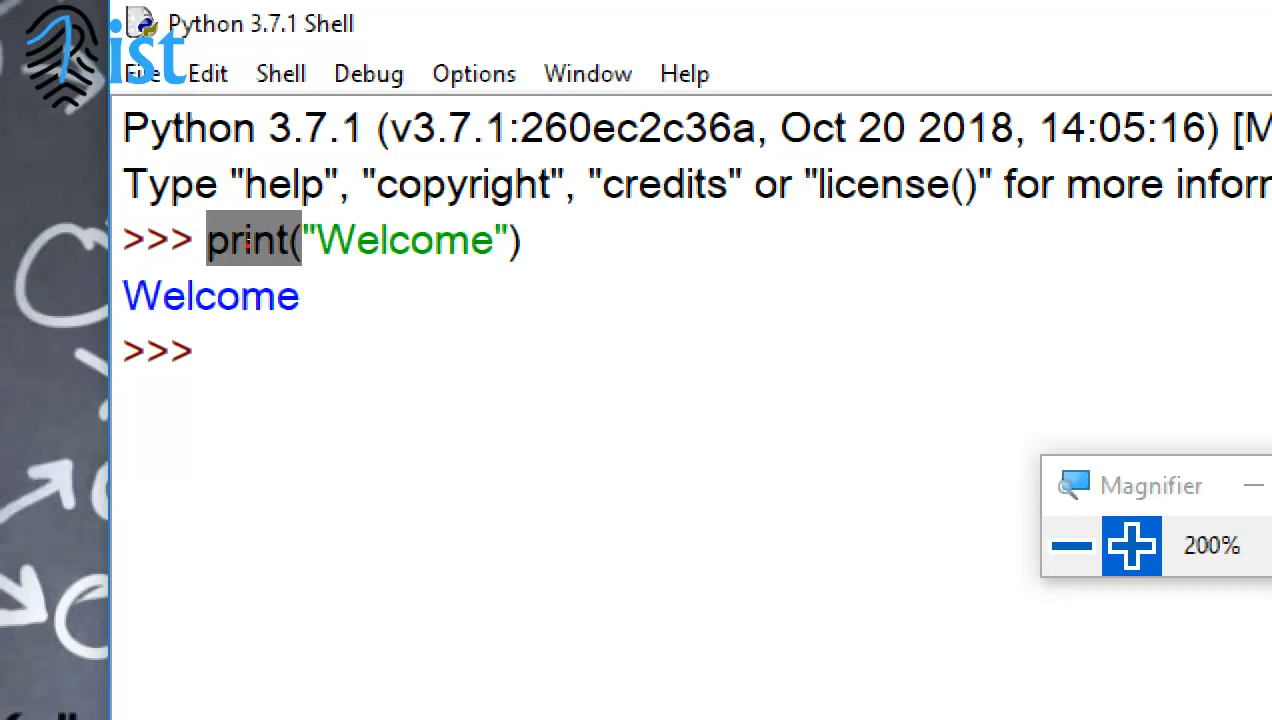 Python 3.7.1 Shell
1ist
File Edit Shell Debug Options Window Help
Python 3.7.1 (v3.7.1:260ec2c36a, Oct 20 2018, 14:05:16) [M
Type "help", "copyright", "credits" or "license()" for more inforr
>>> print("Welcome")
Welcome
>>>
Magnifier
200%